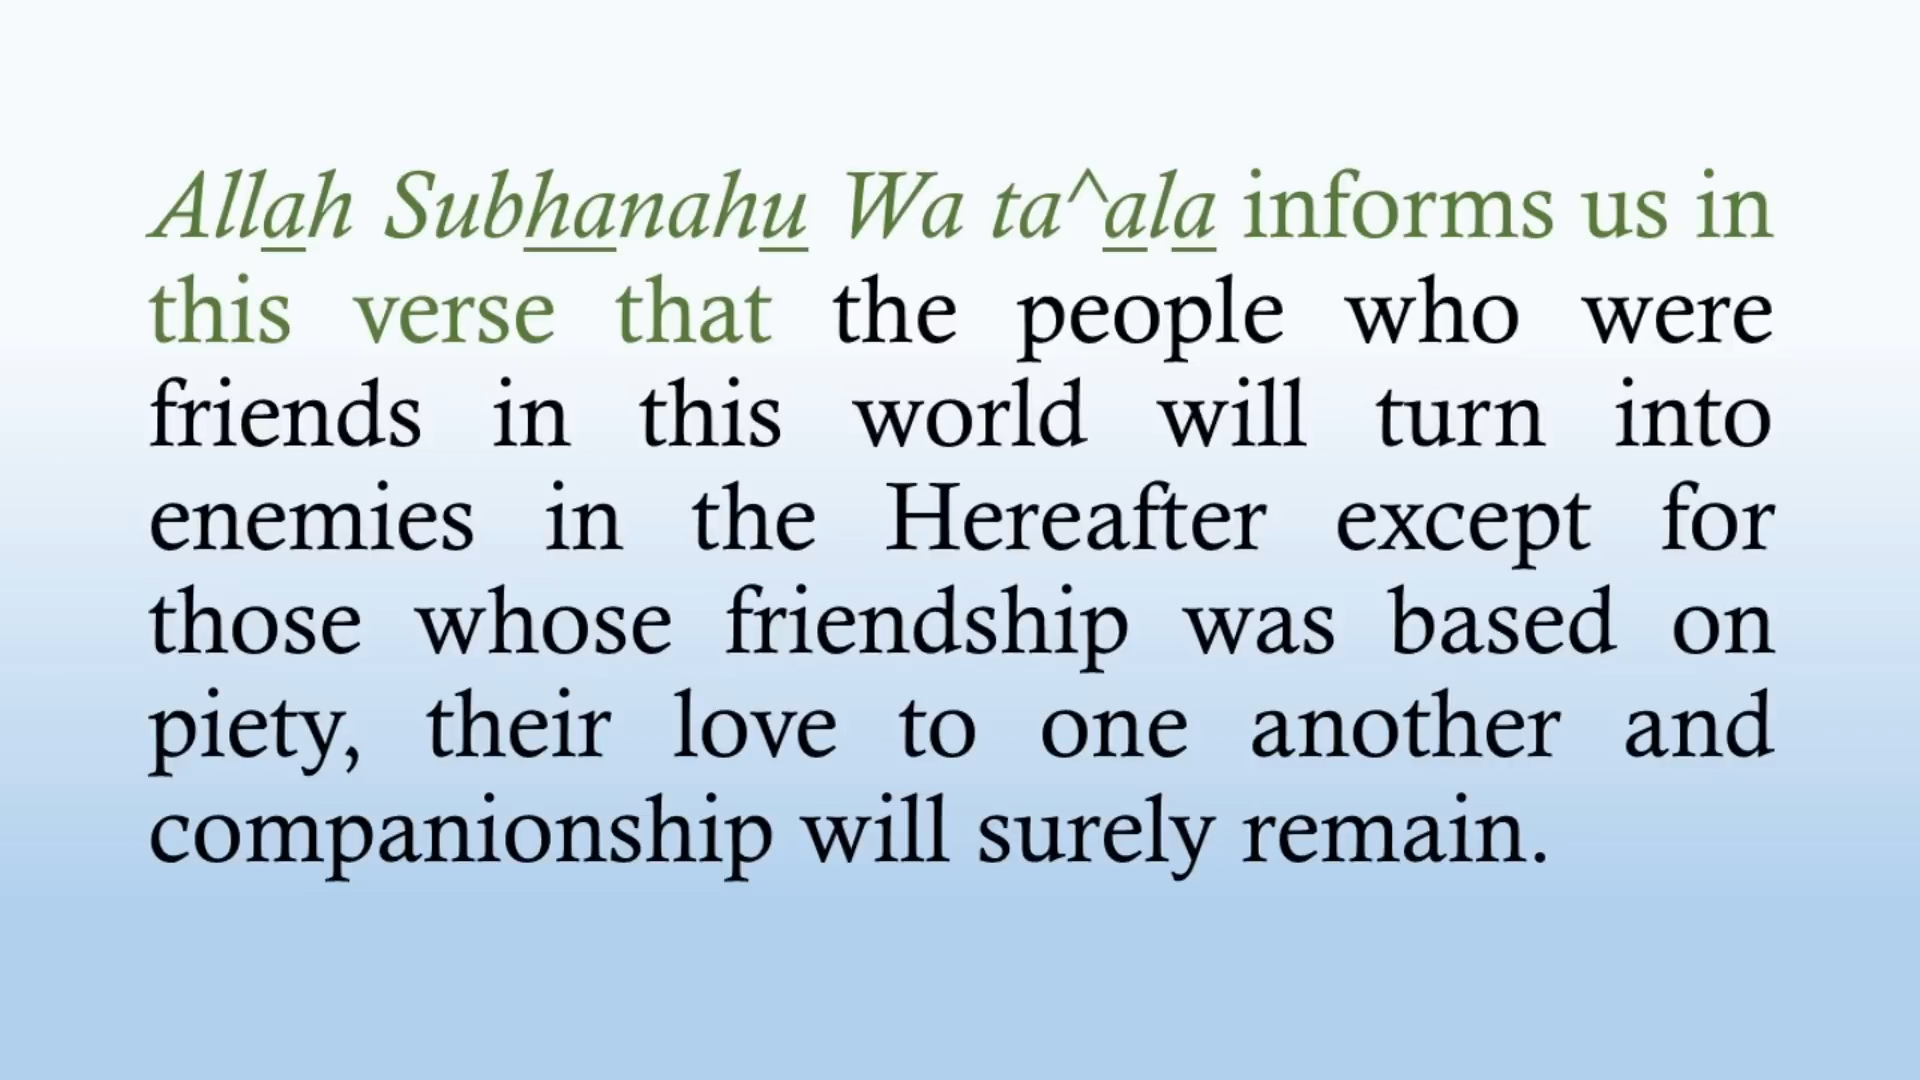 Allah Subhanahu Wa ta^ala informs us in
this verse that the people who were
friends in this world will turn into
enemies in the Hereafter except for
those whose friendship was based on
piety, their love to one another and
companionship will surely remain.